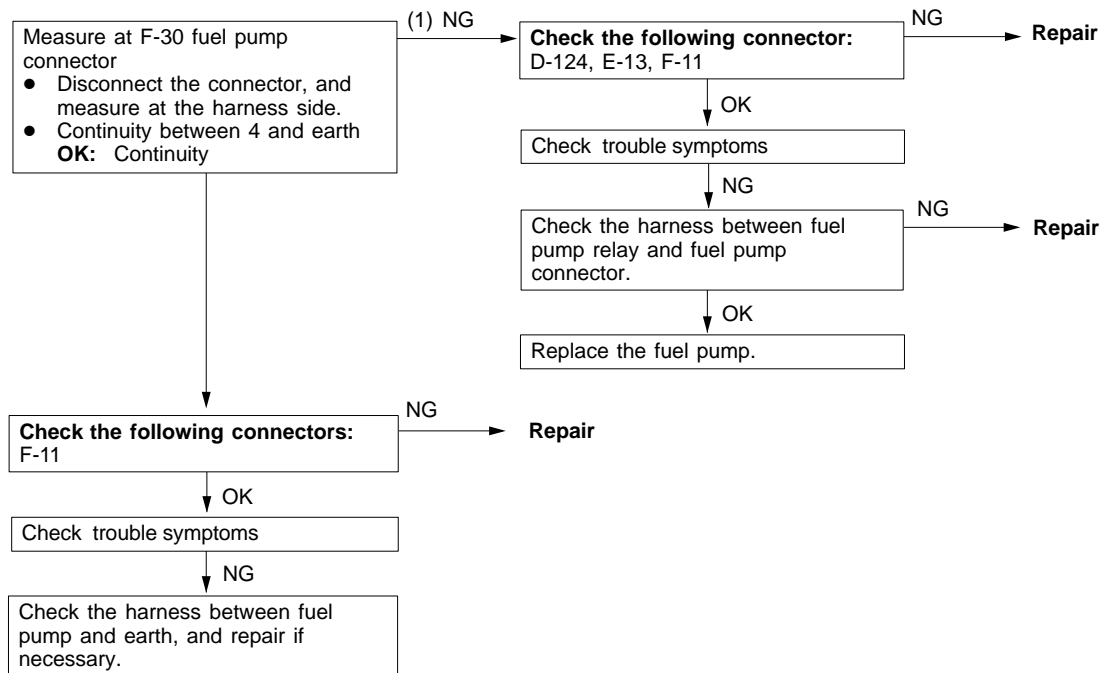 Measure at F-30 fuel pump
connector
● Disconnect the connector, and
measure at the harness side.
● Continuity between 4 and earth
OK: Continuity
(1) NG
Check the following connector:
D-124, E-13, F-11
NG
Repair
OK
Check trouble symptoms
NG
Check the harness between fuel
pump relay and fuel pump
connector.
NG
Repair
OK
Replace the fuel pump.
Check the following connectors:
F-11
NG
Repair
OK
Check trouble symptoms
NG
Check the harness between fuel
pump and earth, and repair if
necessary.